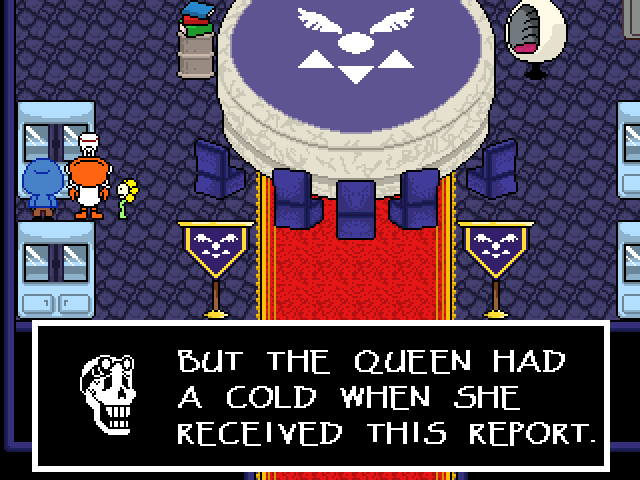 BUT THE QUEEN HAD
A COLD WHEN SHE
RECEIVED THIS REPORT.